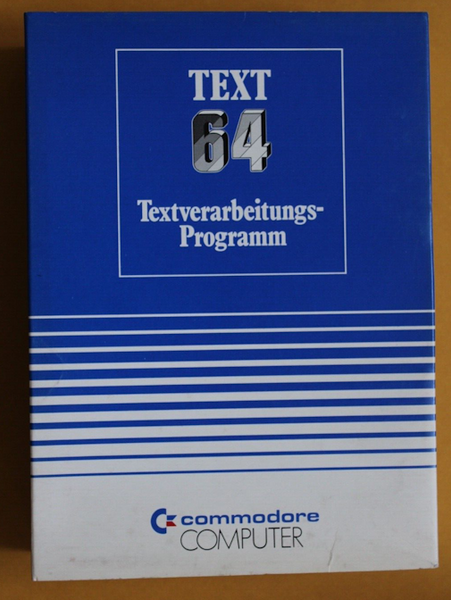 TEXT
64
Textverarbeitungs-
Programm
commodore
COMPUTER